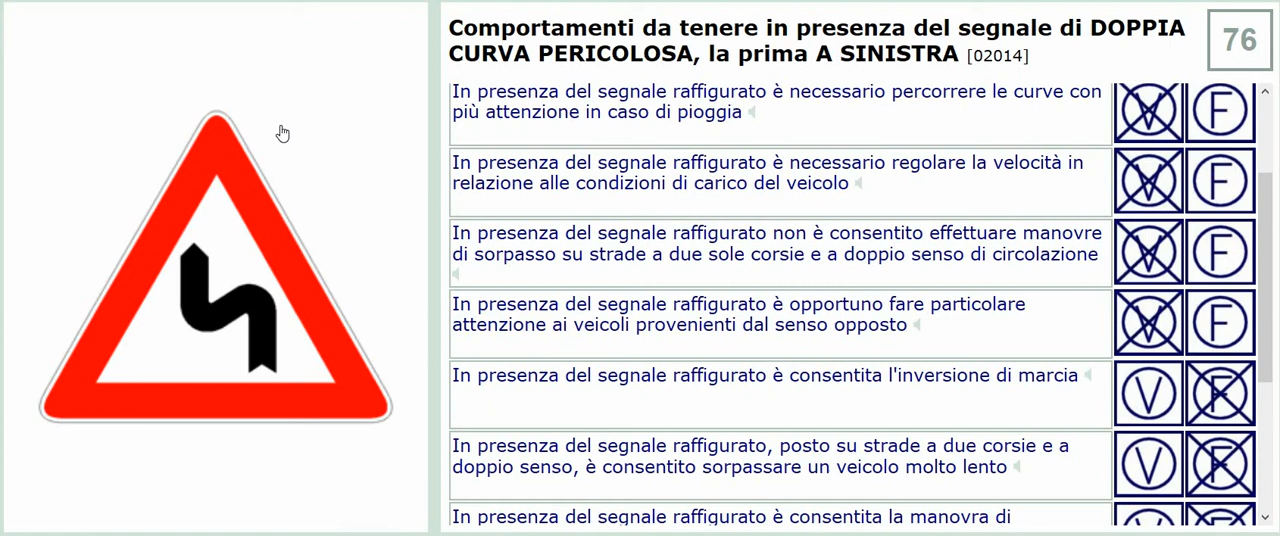 Comportamenti da tenere in presenza del segnale di DOPPIA
CURVA PERICOLOSA, la prima A SINISTRA [02014]
76
In presenza del segnale raffigurato è necessario percorrere le curve con
più attenzione in caso di pioggia
V F
In presenza del segnale raffigurato è necessario regolare la velocità in
relazione alle condizioni di carico del veicolo
V F
In presenza del segnale raffigurato non è consentito effettuare manovre
di sorpasso su strade a due sole corsie e a doppio senso di circolazione
V F
In presenza del segnale raffigurato è opportuno fare particolare
attenzione ai veicoli provenienti dal senso opposto
V F
In presenza del segnale raffigurato è consentita l'inversione di marcia
V F
In presenza del segnale raffigurato, posto su strade a due corsie e a
doppio senso, è consentito sorpassare un veicolo molto lento
V F
In presenza del segnale raffigurato è consentita la manovra di
V F